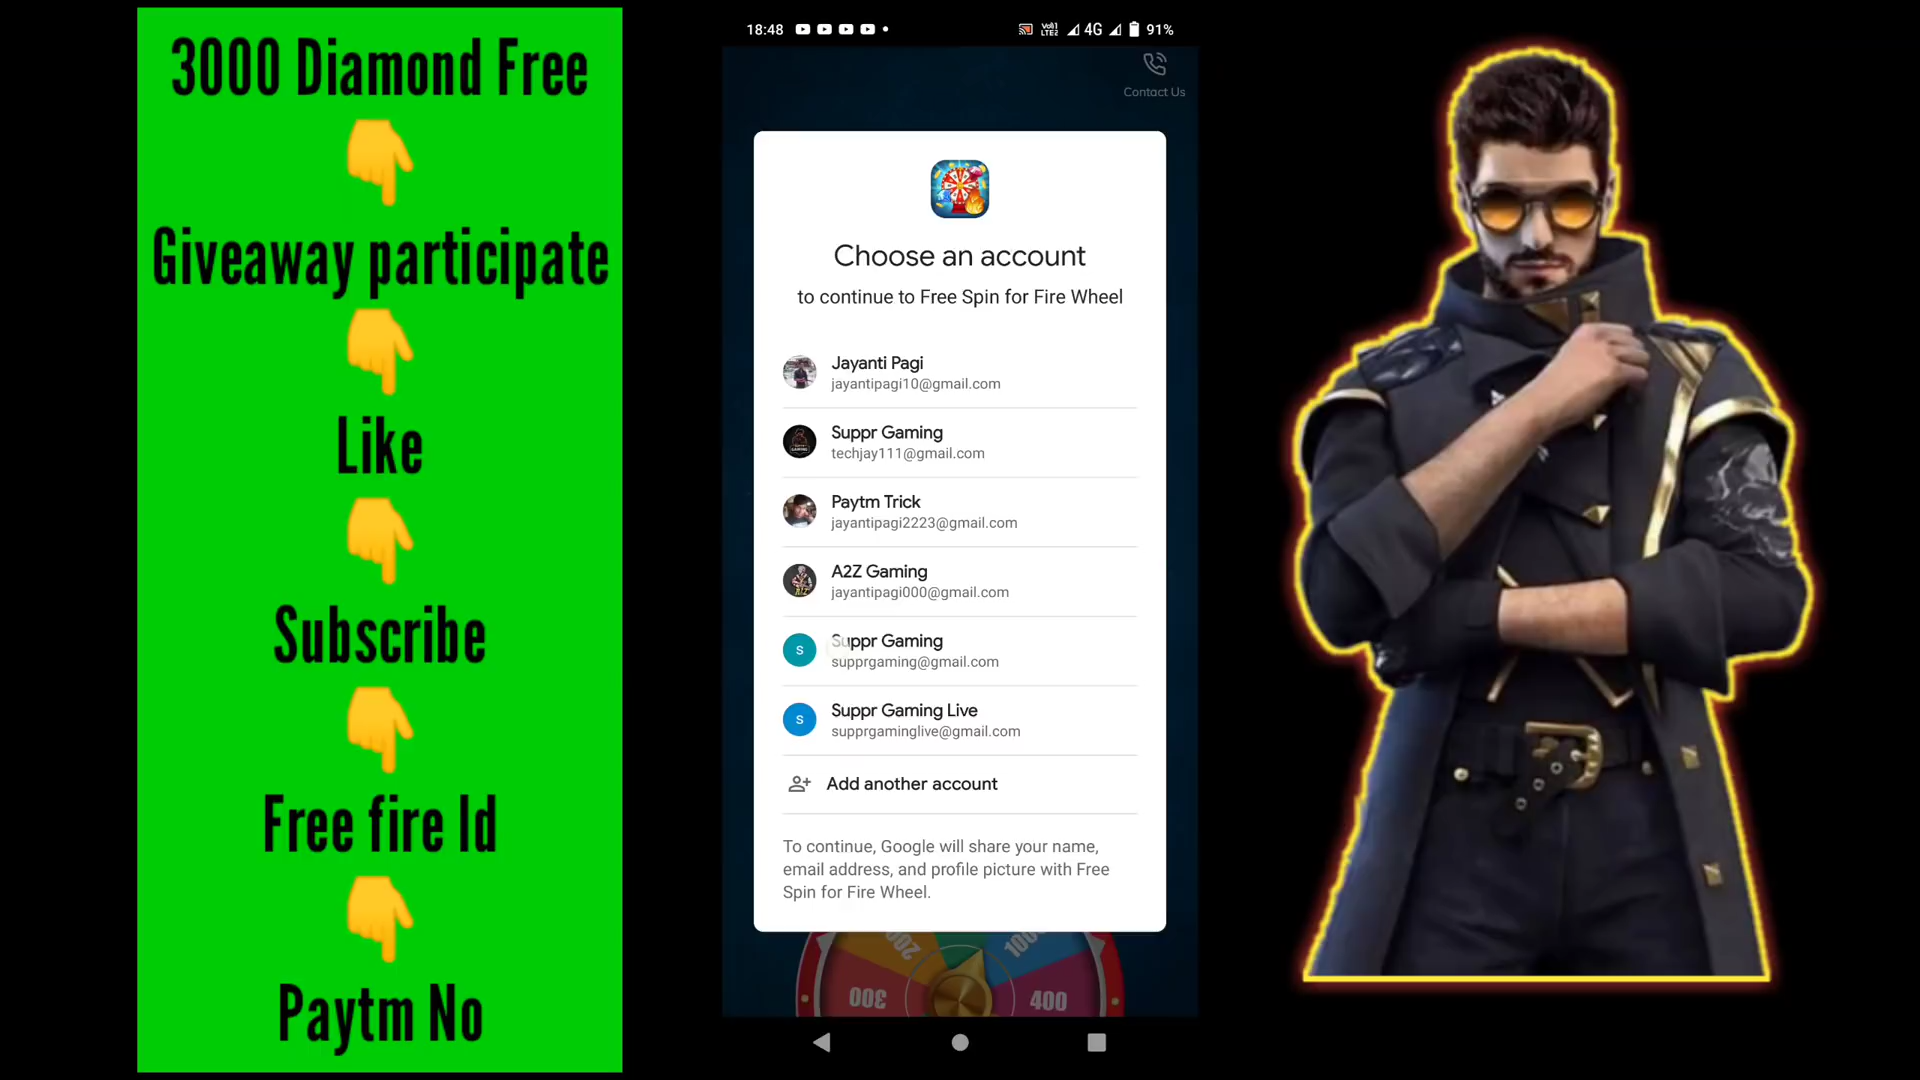 3000 Diamond Free
Giveaway participate
Like
Subscribe
Free fire Id
Paytm No
18:48
4G
91%
Contact Us
Choose an account
to continue to Free Spin for Fire Wheel
Jayanti Pagi
jayantipagi10@gmail.com
Suppr Gaming
techjay111@gmail.com
Paytm Trick
jayantipagi2223@gmail.com
A2Z Gaming
jayantipagi000@gmail.com
S
Suppr Gaming
supprgaming@gmail.com
S
Suppr Gaming Live
supprgaminglive@gmail.com
Add another account
To continue, Google will share your name,
email address, and profile picture with Free
Spin for Fire Wheel.
300
400